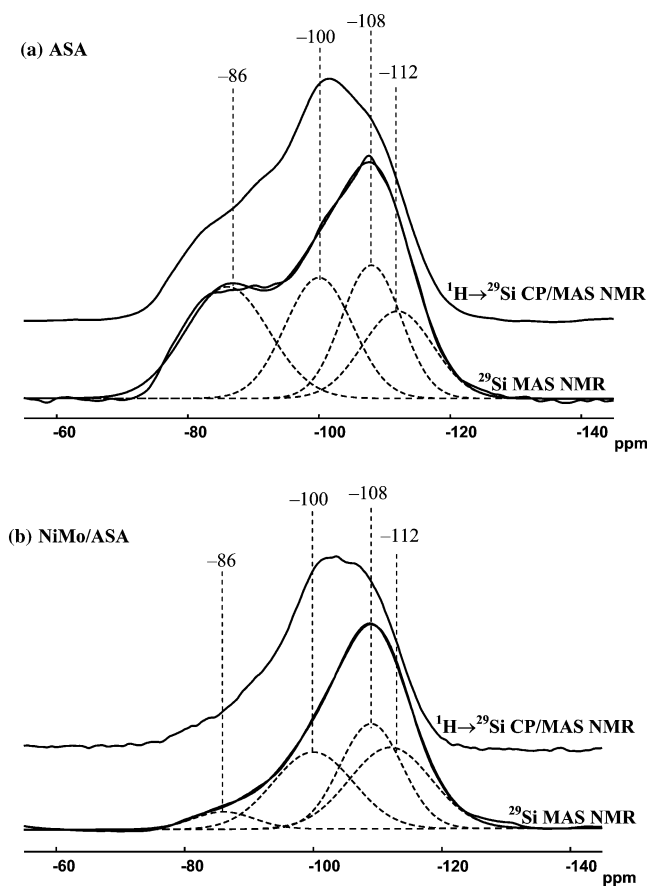 (a) ASA
–86
–100
–108
–112
¹H→²⁹Si CP/MAS NMR
²⁹Si MAS NMR
-60
-80
-100
-120
-140
ppm
(b) NiMo/ASA
–86
–100
–108
–112
¹H→²⁹Si CP/MAS NMR
²⁹Si MAS NMR
-60
-80
-100
-120
-140
ppm